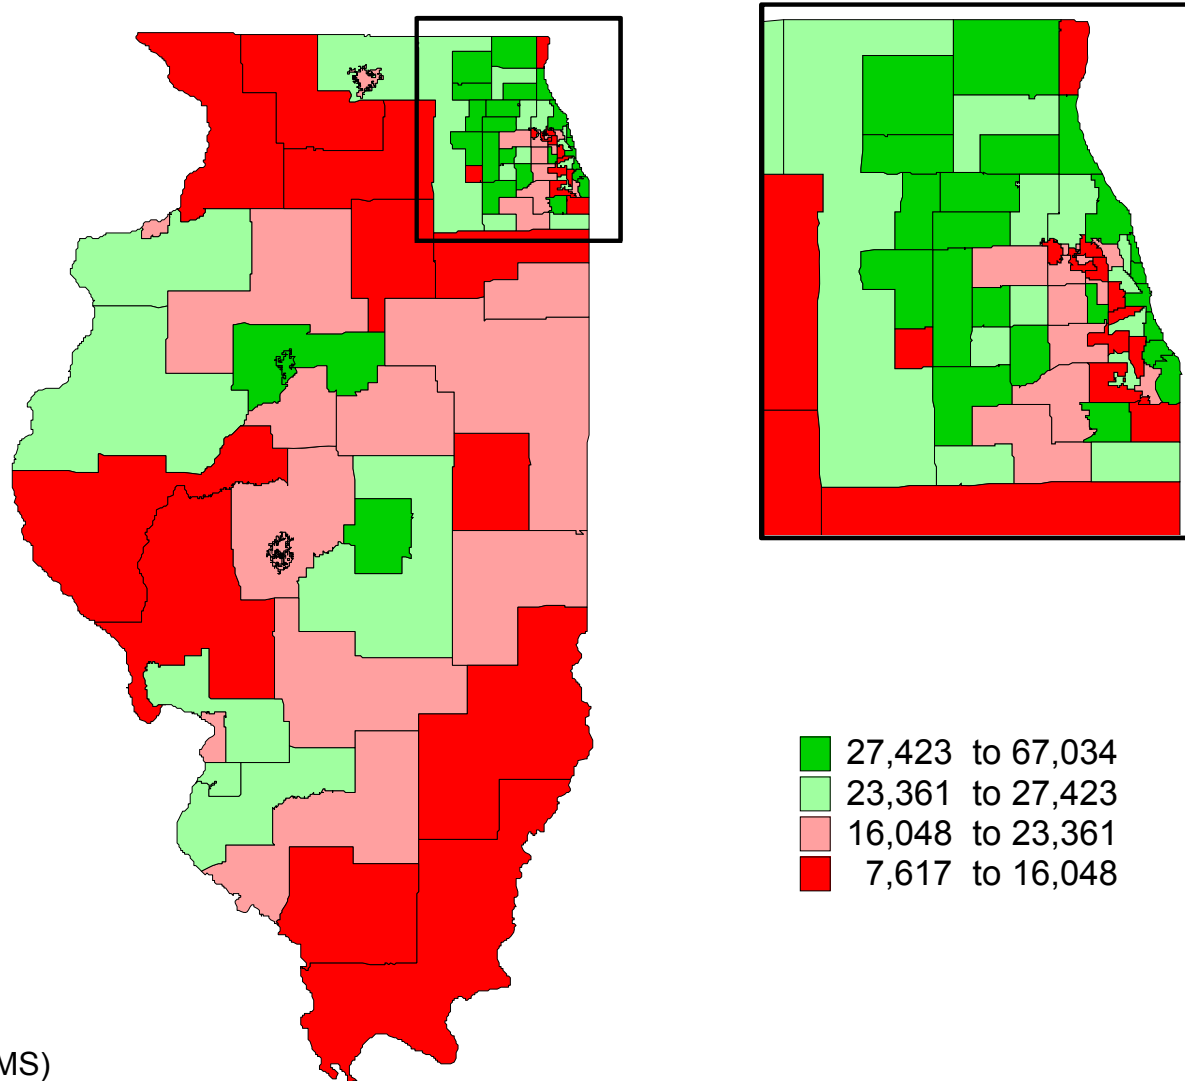 27,423 to 67,034
23,361 to 27,423
16,048 to 23,361
7,617 to 16,048
MS)